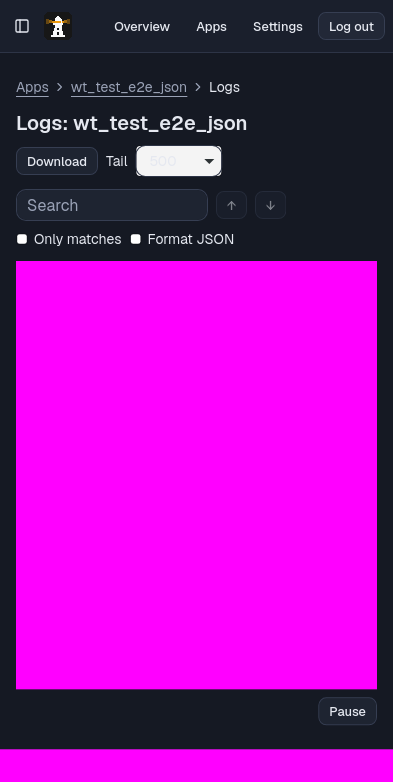 Overview Apps Settings Log out
Apps > wt_test_e2e_json > Logs
Logs: wt_test_e2e_json
Download Tail 500
Search ↑ ↓
Only matches Format JSON
Pause